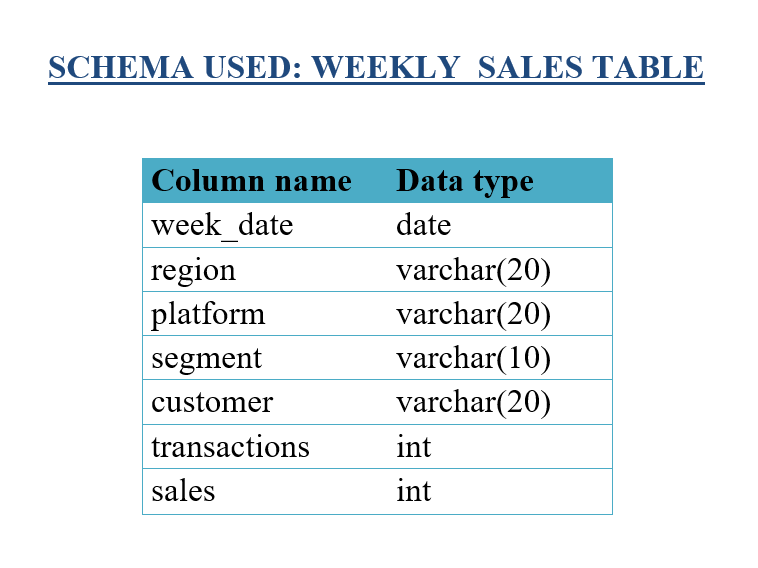 SCHEMA USED: WEEKLY  SALES TABLE
Column name Data type
week_date date
region varchar(20)
platform varchar(20)
segment varchar(10)
customer varchar(20)
transactions int
sales int